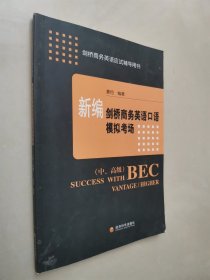 剑桥商务英语应试辅导用书
新编
剑桥商务英语口语
模拟考场
（中、高级）
BEC
SUCCESS WITH
VANTAGE/HIGHER